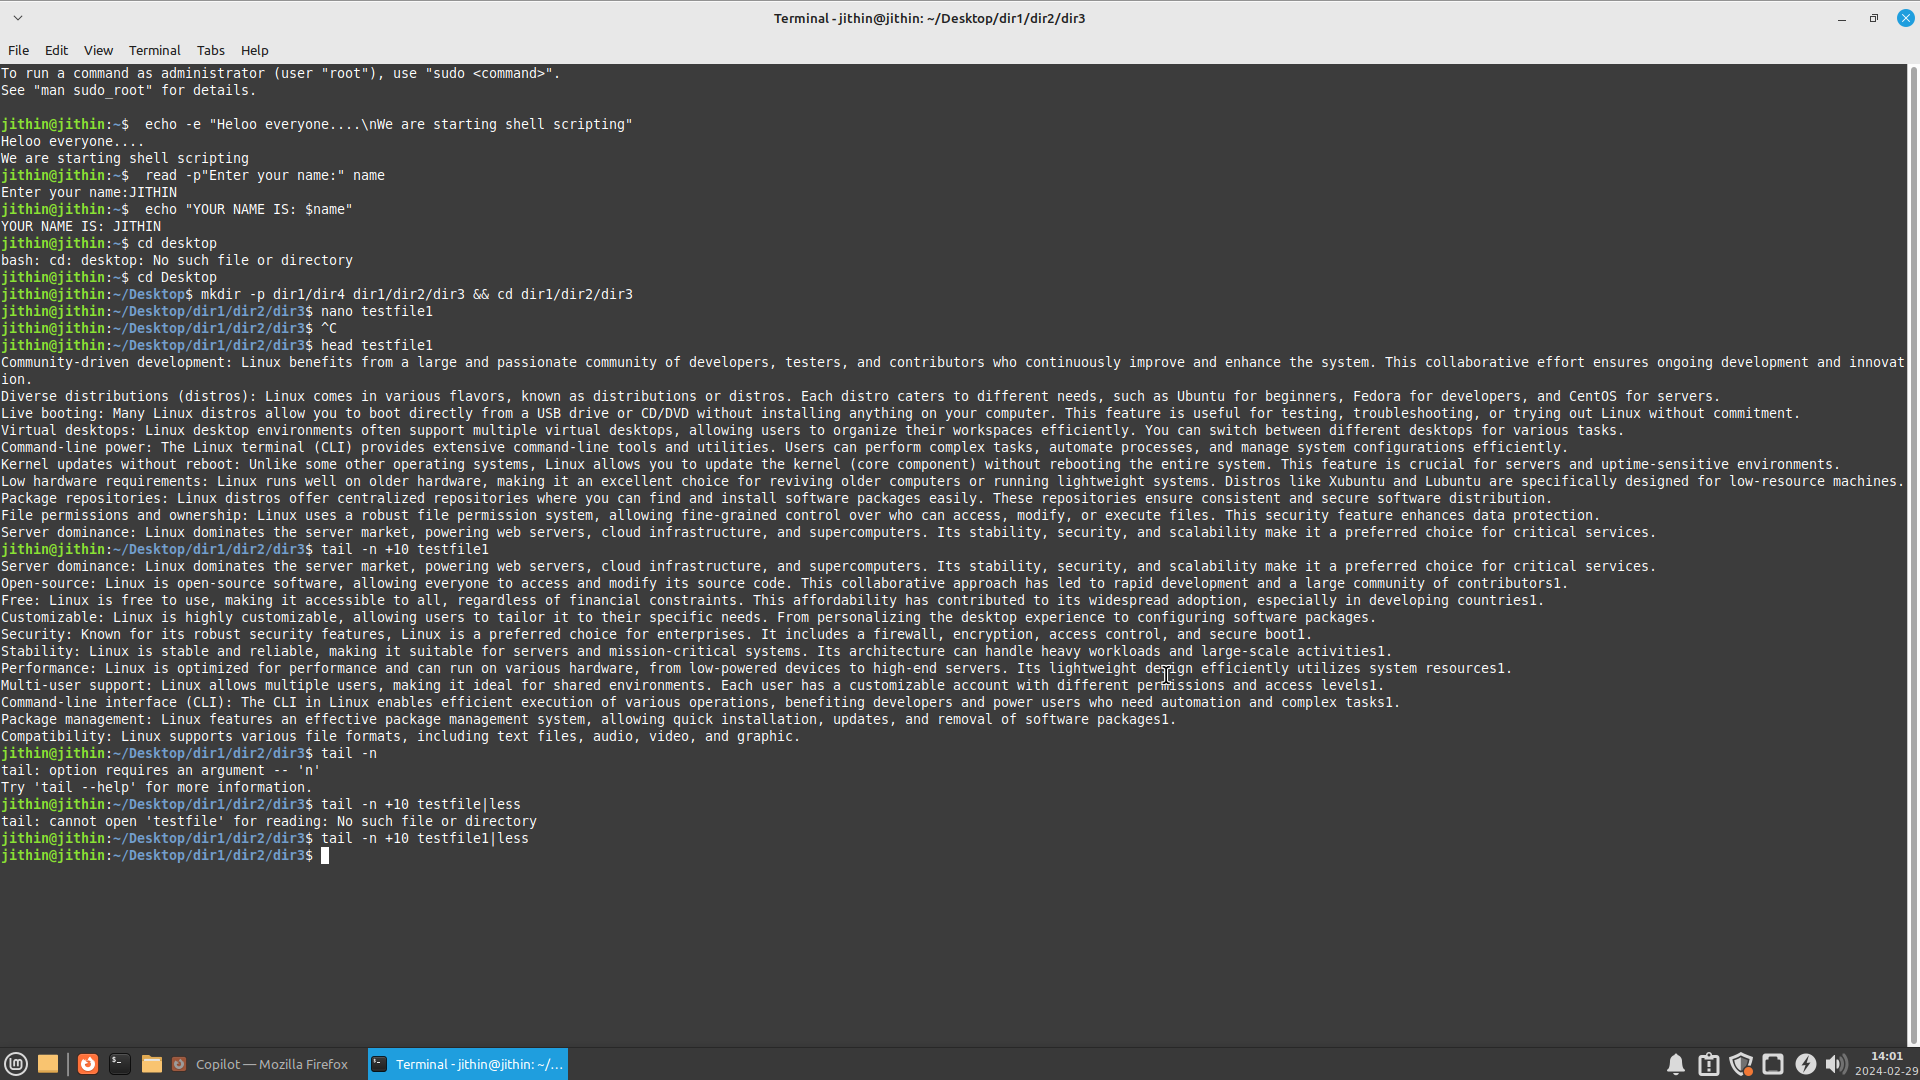 Terminal - jithin@jithin: ~/Desktop/dir1/dir2/dir3
File Edit View Terminal Tabs Help
To run a command as administrator (user "root"), use "sudo <command>".
See "man sudo_root" for details.
jithin@jithin:~$  echo -e "Heloo everyone....\nWe are starting shell scripting"
Heloo everyone....
We are starting shell scripting
jithin@jithin:~$  read -p"Enter your name:" name
Enter your name:JITHIN
jithin@jithin:~$  echo "YOUR NAME IS: $name"
YOUR NAME IS: JITHIN
jithin@jithin:~$ cd desktop
bash: cd: desktop: No such file or directory
jithin@jithin:~$ cd Desktop
jithin@jithin:~/Desktop$ mkdir -p dir1/dir4 dir1/dir2/dir3 && cd dir1/dir2/dir3
jithin@jithin:~/Desktop/dir1/dir2/dir3$ nano testfile1
jithin@jithin:~/Desktop/dir1/dir2/dir3$ ^C
jithin@jithin:~/Desktop/dir1/dir2/dir3$ head testfile1
Community-driven development: Linux benefits from a large and passionate community of developers, testers, and contributors who continuously improve and enhance the system. This collaborative effort ensures ongoing development and innovat
ion.
Diverse distributions (distros): Linux comes in various flavors, known as distributions or distros. Each distro caters to different needs, such as Ubuntu for beginners, Fedora for developers, and CentOS for servers.
Live booting: Many Linux distros allow you to boot directly from a USB drive or CD/DVD without installing anything on your computer. This feature is useful for testing, troubleshooting, or trying out Linux without commitment.
Virtual desktops: Linux desktop environments often support multiple virtual desktops, allowing users to organize their workspaces efficiently. You can switch between different desktops for various tasks.
Command-line power: The Linux terminal (CLI) provides extensive command-line tools and utilities. Users can perform complex tasks, automate processes, and manage system configurations efficiently.
Kernel updates without reboot: Unlike some other operating systems, Linux allows you to update the kernel (core component) without rebooting the entire system. This feature is crucial for servers and uptime-sensitive environments.
Low hardware requirements: Linux runs well on older hardware, making it an excellent choice for reviving older computers or running lightweight systems. Distros like Xubuntu and Lubuntu are specifically designed for low-resource machines.
Package repositories: Linux distros offer centralized repositories where you can find and install software packages easily. These repositories ensure consistent and secure software distribution.
File permissions and ownership: Linux uses a robust file permission system, allowing fine-grained control over who can access, modify, or execute files. This security feature enhances data protection.
Server dominance: Linux dominates the server market, powering web servers, cloud infrastructure, and supercomputers. Its stability, security, and scalability make it a preferred choice for critical services.
jithin@jithin:~/Desktop/dir1/dir2/dir3$ tail -n +10 testfile1
Server dominance: Linux dominates the server market, powering web servers, cloud infrastructure, and supercomputers. Its stability, security, and scalability make it a preferred choice for critical services.
Open-source: Linux is open-source software, allowing everyone to access and modify its source code. This collaborative approach has led to rapid development and a large community of contributors1.
Free: Linux is free to use, making it accessible to all, regardless of financial constraints. This affordability has contributed to its widespread adoption, especially in developing countries1.
Customizable: Linux is highly customizable, allowing users to tailor it to their specific needs. From personalizing the desktop experience to configuring software packages.
Security: Known for its robust security features, Linux is a preferred choice for enterprises. It includes a firewall, encryption, access control, and secure boot1.
Stability: Linux is stable and reliable, making it suitable for servers and mission-critical systems. Its architecture can handle heavy workloads and large-scale activities1.
Performance: Linux is optimized for performance and can run on various hardware, from low-powered devices to high-end servers. Its lightweight design efficiently utilizes system resources1.
Multi-user support: Linux allows multiple users, making it ideal for shared environments. Each user has a customizable account with different permissions and access levels1.
Command-line interface (CLI): The CLI in Linux enables efficient execution of various operations, benefiting developers and power users who need automation and complex tasks1.
Package management: Linux features an effective package management system, allowing quick installation, updates, and removal of software packages1.
Compatibility: Linux supports various file formats, including text files, audio, video, and graphic.
jithin@jithin:~/Desktop/dir1/dir2/dir3$ tail -n
tail: option requires an argument -- 'n'
Try 'tail --help' for more information.
jithin@jithin:~/Desktop/dir1/dir2/dir3$ tail -n +10 testfile|less
tail: cannot open 'testfile' for reading: No such file or directory
jithin@jithin:~/Desktop/dir1/dir2/dir3$ tail -n +10 testfile1|less
jithin@jithin:~/Desktop/dir1/dir2/dir3$
Copilot — Mozilla Firefox
Terminal - jithin@jithin: ~/...
14:01
2024-02-29